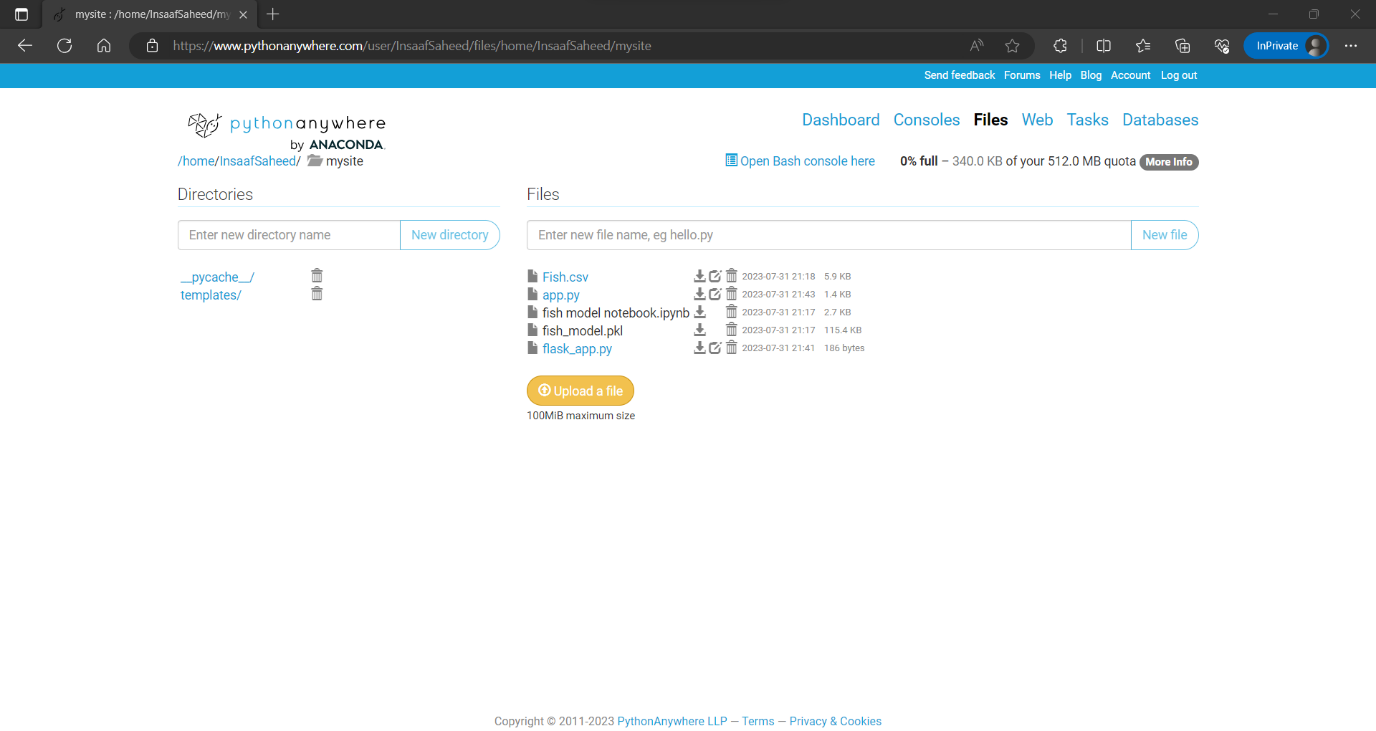 mysite : /home/InsaafSaheed/my
https://www.pythonanywhere.com/user/InsaafSaheed/files/home/InsaafSaheed/mysite
InPrivate
Send feedback Forums Help Blog Account Log out
pythonanywhere
by ANACONDA.
Dashboard Consoles Files Web Tasks Databases
/home/InsaafSaheed/ mysite
Open Bash console here 0% full – 340.0 KB of your 512.0 MB quota More Info
Directories
Enter new directory name New directory
__pycache__/
templates/
Files
Enter new file name, eg hello.py New file
Fish.csv 2023-07-31 21:18 5.9 KB
app.py 2023-07-31 21:43 1.4 KB
fish model notebook.ipynb 2023-07-31 21:17 2.7 KB
fish_model.pkl 2023-07-31 21:17 115.4 KB
flask_app.py 2023-07-31 21:41 186 bytes
Upload a file
100MiB maximum size
Copyright © 2011-2023 PythonAnywhere LLP — Terms — Privacy & Cookies